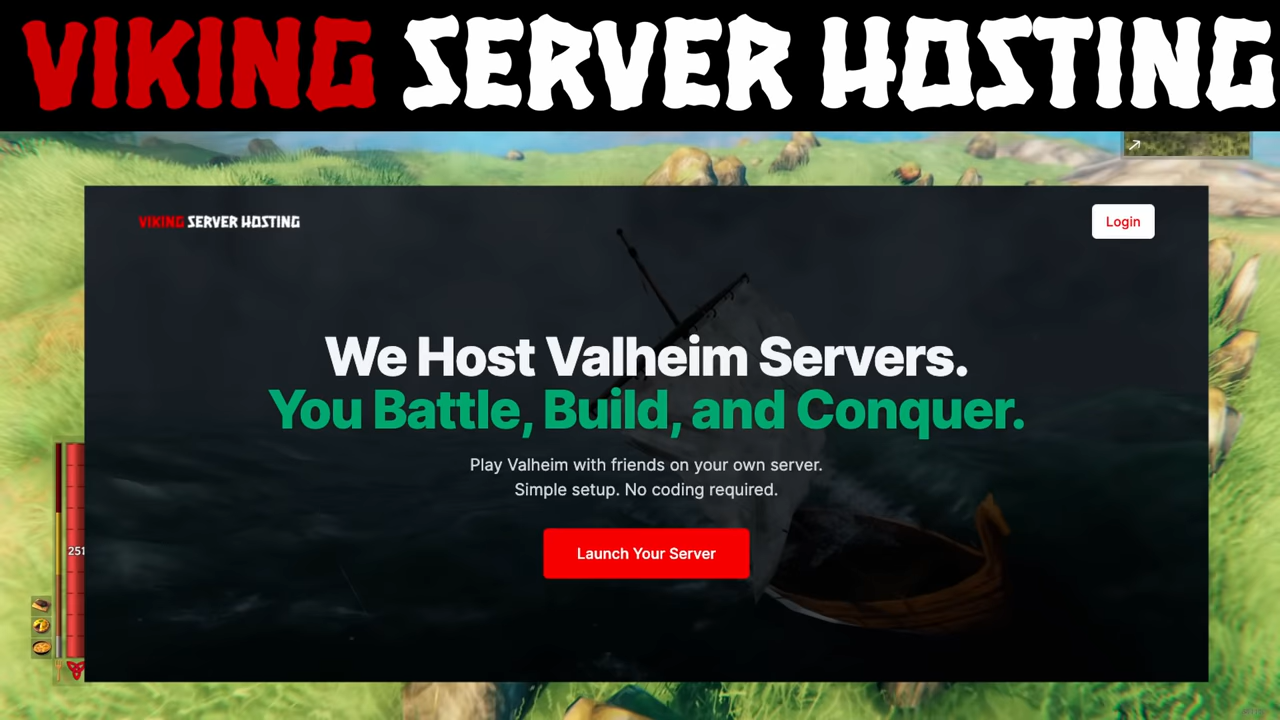 VIKING SERVER HOSTING
VIKING SERVER HOSTING
Login
We Host Valheim Servers.
You Battle, Build, and Conquer.
Play Valheim with friends on your own server.
Simple setup. No coding required.
Launch Your Server
251